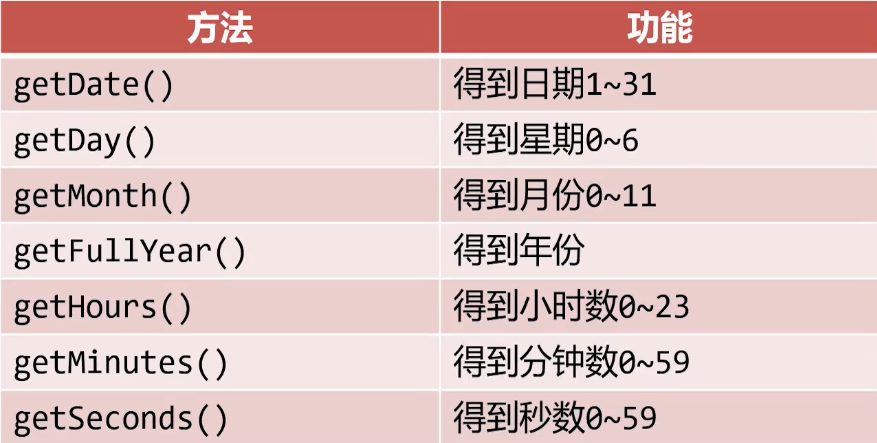 方法 功能
getDate() 得到日期1~31
getDay() 得到星期0~6
getMonth() 得到月份0~11
getFullYear() 得到年份
getHours() 得到小时数0~23
getMinutes() 得到分钟数0~59
getSeconds() 得到秒数0~59